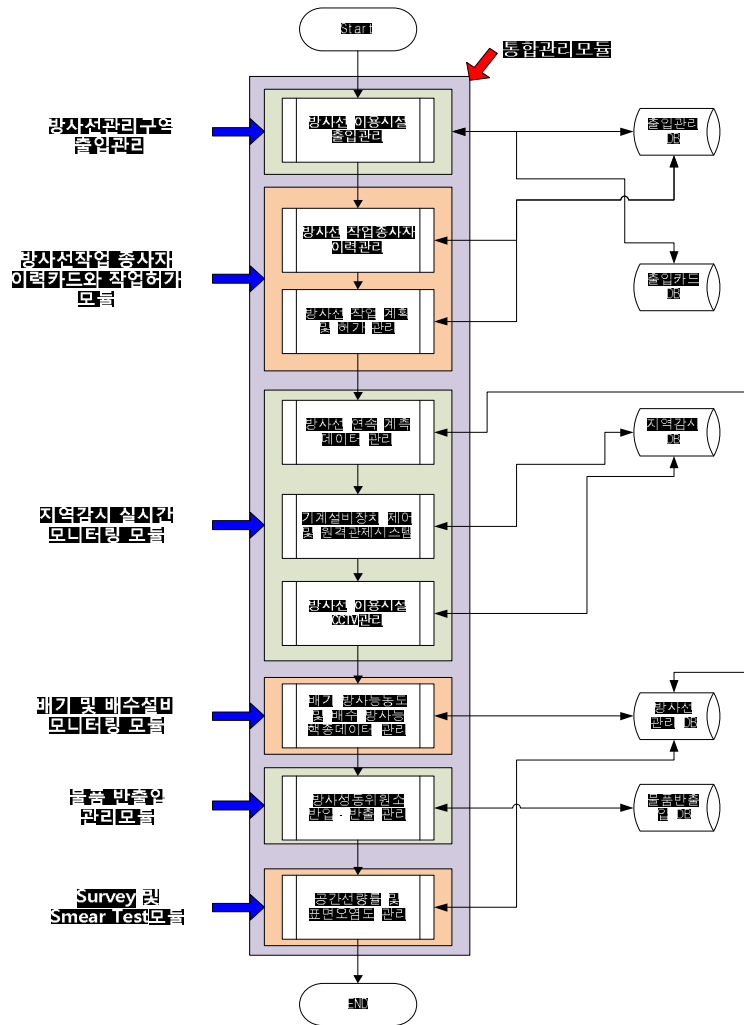 Start
통합관리모듈
방사선관리구역
출입관리
방사선 이용시설
출입관리
출입관리
DB
방사선작업 종사자
이력카드와 작업허가
모듈
방사선 작업종사자
이력관리
출입카드
DB
방사선 작업 계획
및 허가 관리
방사선 연속 계측
데이터 관리
지역감시
DB
지역감시 실시간
모니터링 모듈
기계설비장치 제어
및 원격관제시스템
방사선 이용시설
CCTV관리
배기 및 배수설비
모니터링 모듈
배기 방사능농도
및 배수 방사능
핵종데이터 관리
방사선
관리 DB
물품 반출입
관리모듈
방사성동위원소
반입 - 반출 관리
물품반출
입 DB
Survey 및
Smear Test모듈
공간선량률 및
표면오염도 관리
END